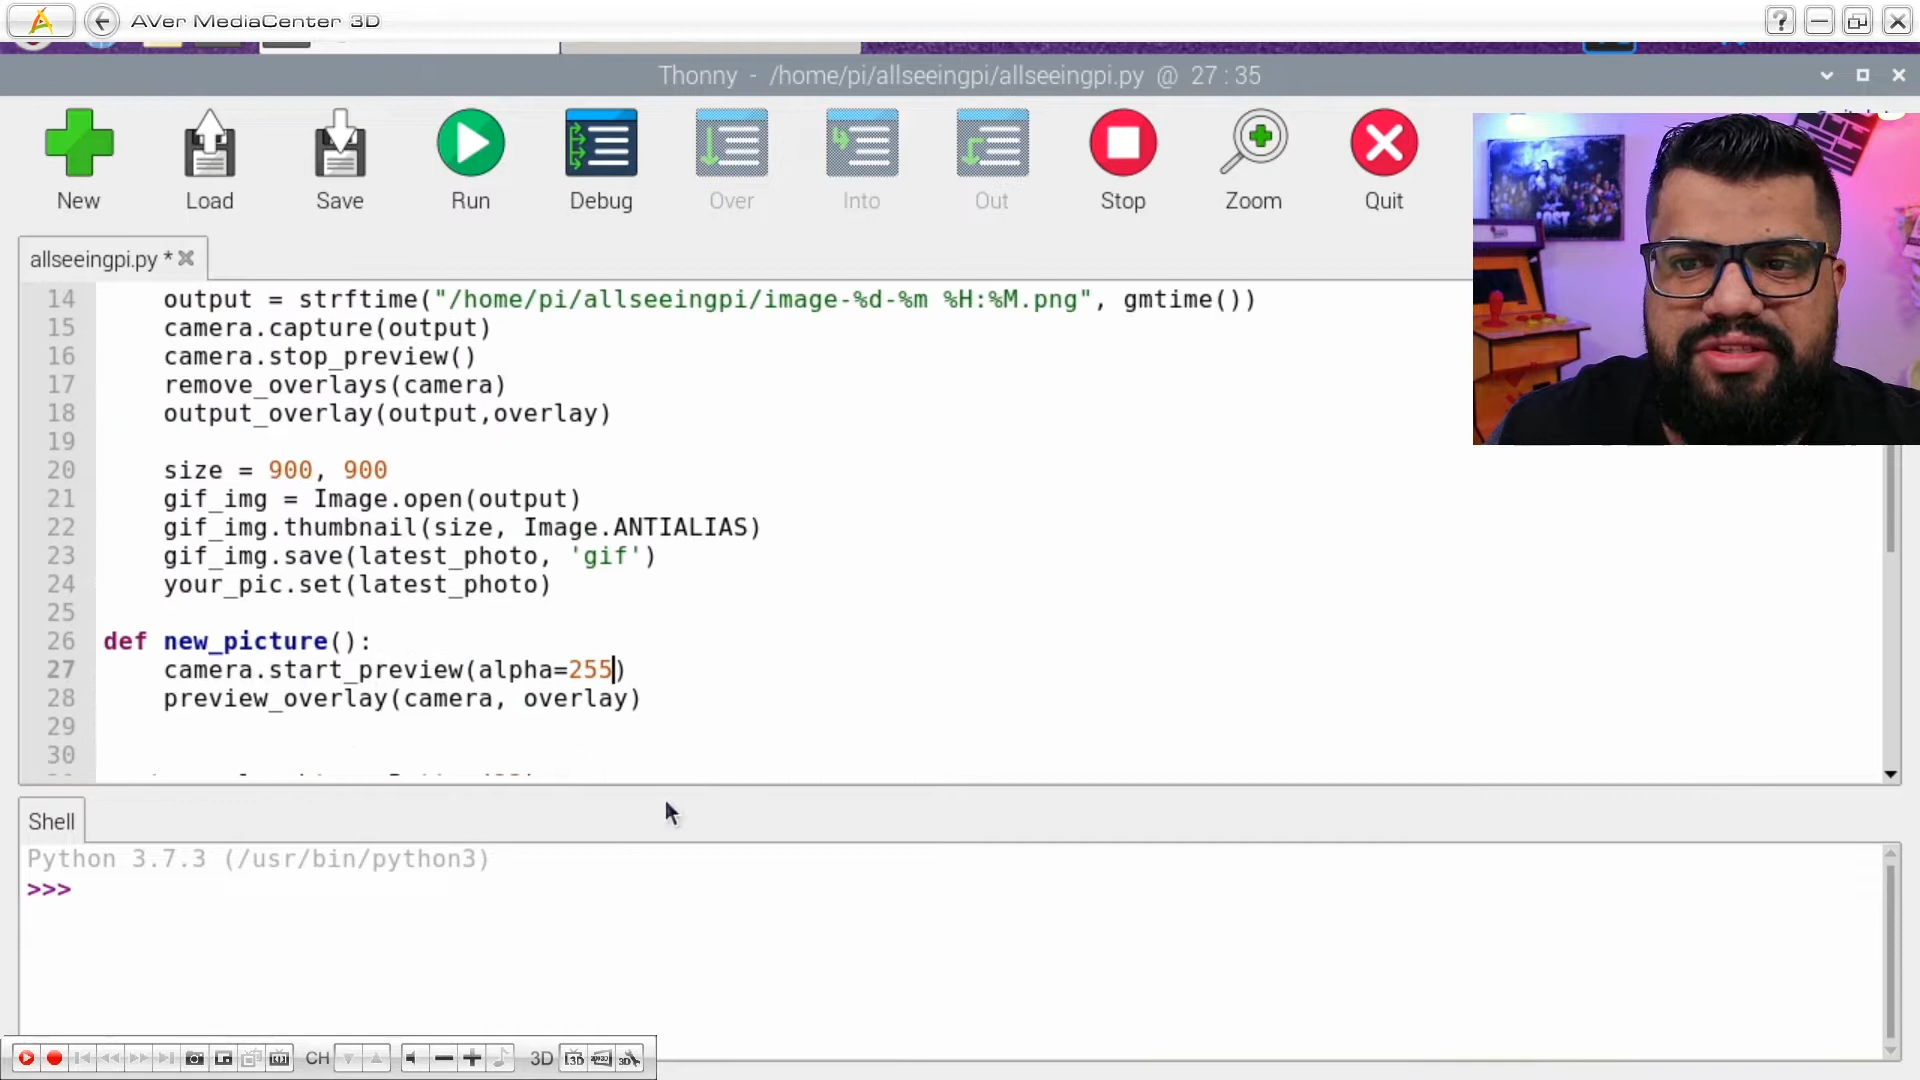 AVer MediaCenter 3D
Thonny - /home/pi/allseeingpi/allseeingpi.py @ 27 : 35
New
Load
Save
Run
Debug
Over
Into
Out
Stop
Zoom
Quit
allseeingpi.py *
14 output = strftime("/home/pi/allseeingpi/image-%d-%m %H:%M.png", gmtime())
15 camera.capture(output)
16 camera.stop_preview()
17 remove_overlays(camera)
18 output_overlay(output,overlay)
19
20 size = 900, 900
21 gif_img = Image.open(output)
22 gif_img.thumbnail(size, Image.ANTIALIAS)
23 gif_img.save(latest_photo, 'gif')
24 your_pic.set(latest_photo)
25
26 def new_picture():
27 camera.start_preview(alpha=255)
28 preview_overlay(camera, overlay)
29
30
Shell
Python 3.7.3 (/usr/bin/python3)
>>>
CH
3D